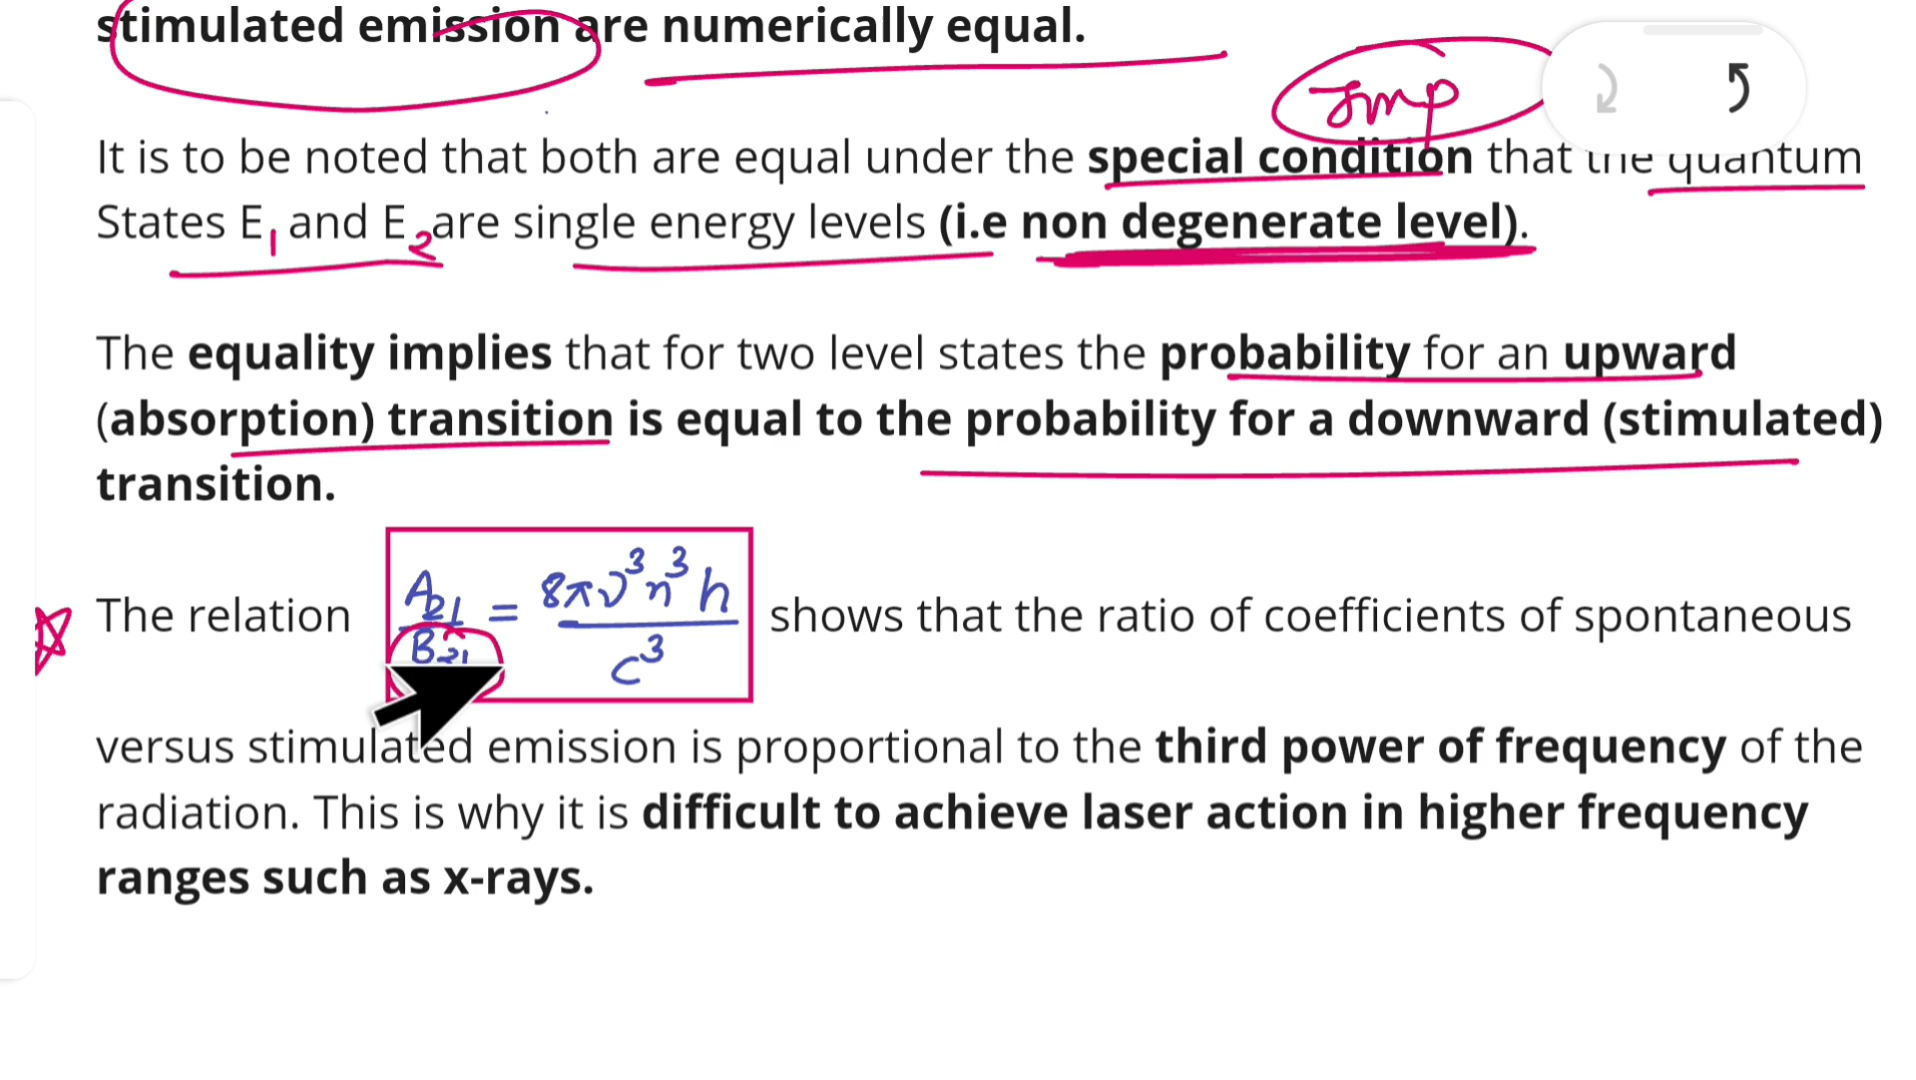 stimulated emission are numerically equal.
Imp
It is to be noted that both are equal under the special condition that the quantum
States E1 and E2 are single energy levels (i.e non degenerate level).
The equality implies that for two level states the probability for an upward
(absorption) transition is equal to the probability for a downward (stimulated)
transition.
The relation A21/B21 = 8πν³n³h/c³ shows that the ratio of coefficients of spontaneous
versus stimulated emission is proportional to the third power of frequency of the
radiation. This is why it is difficult to achieve laser action in higher frequency
ranges such as x-rays.